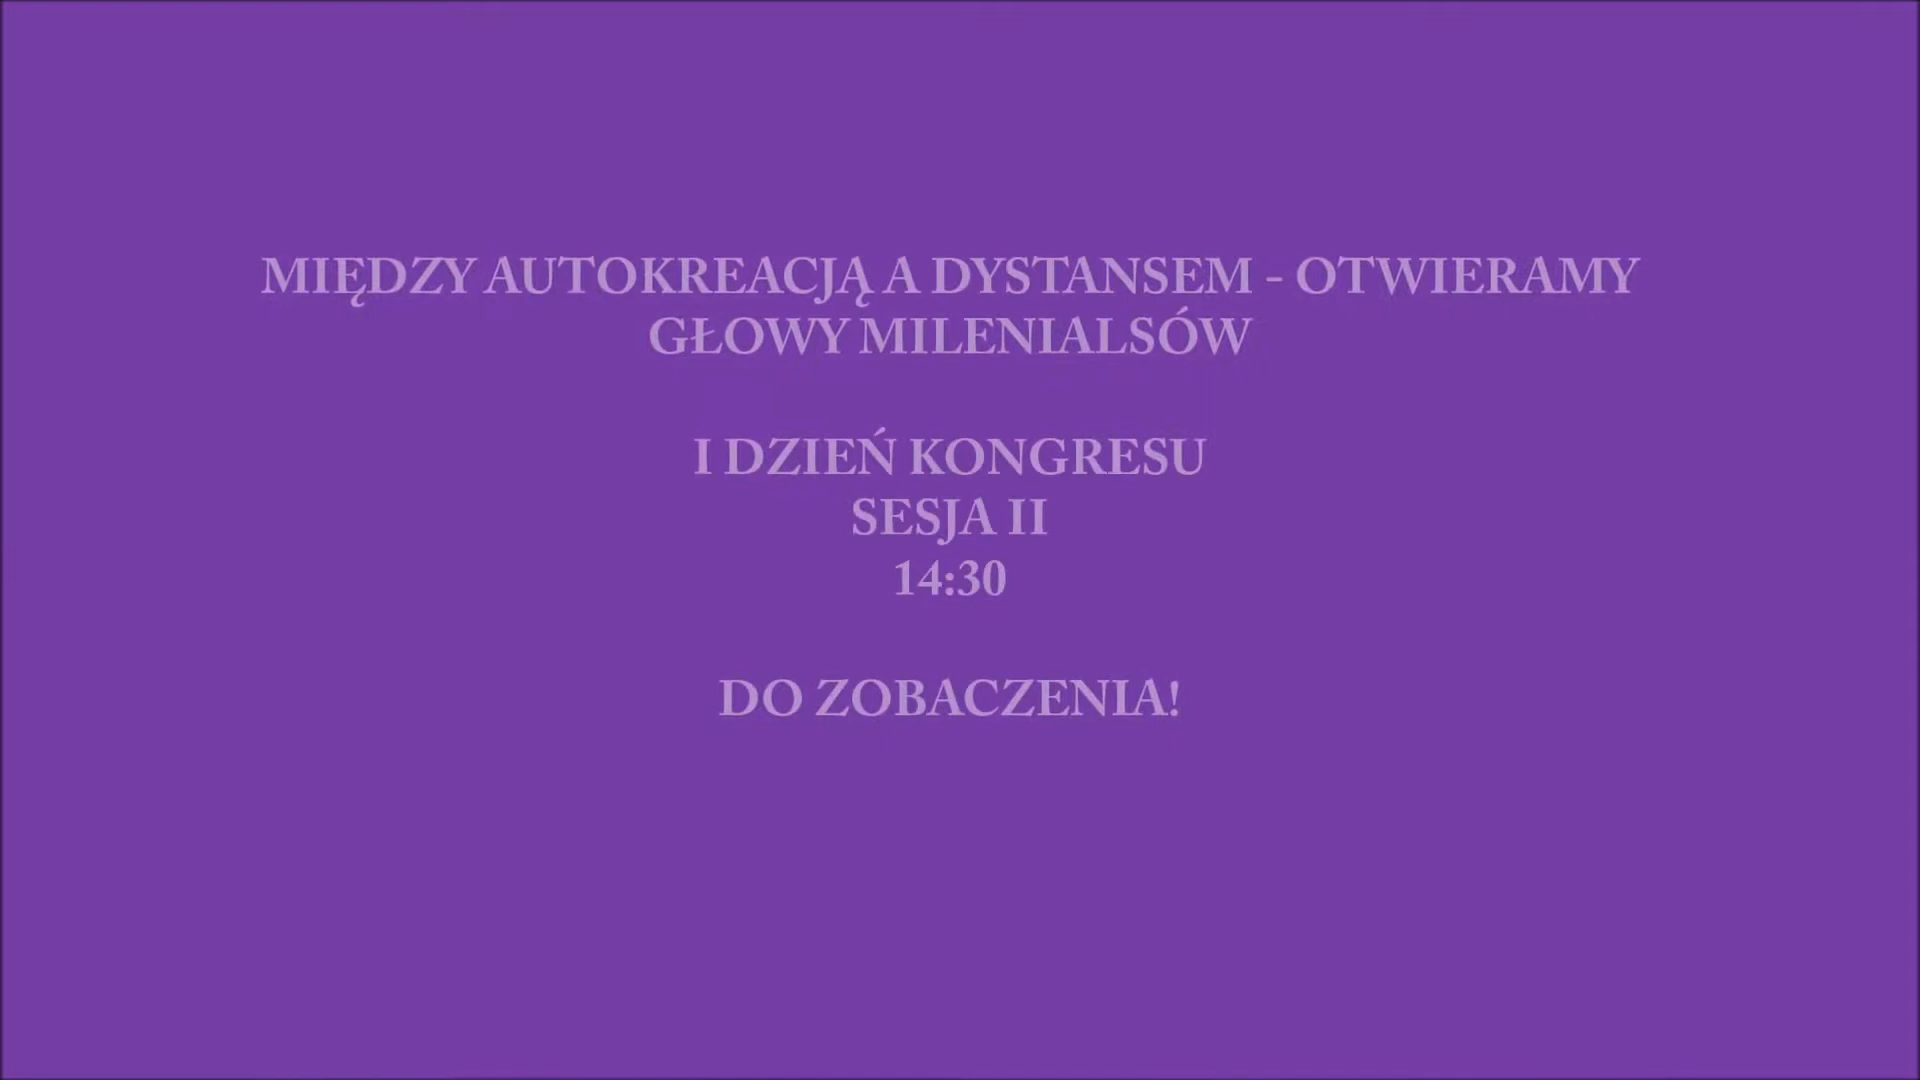 MIĘDZY AUTOKREACJĄ A DYSTANSEM - OTWIERAMY
GŁOWY MILENIALSÓW
I DZIEŃ KONGRESU
SESJA II
14:30
DO ZOBACZENIA!